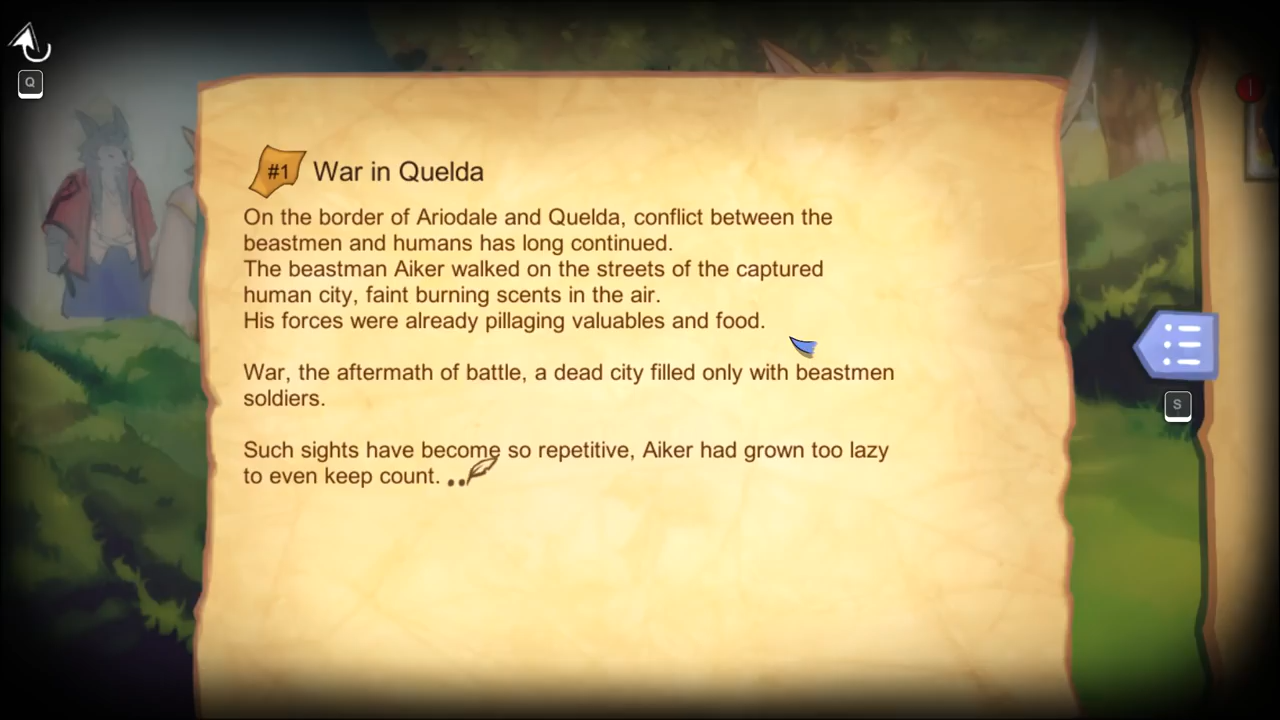 Q
#1 War in Quelda
On the border of Ariodale and Quelda, conflict between the
beastmen and humans has long continued.
The beastman Aiker walked on the streets of the captured
human city, faint burning scents in the air.
His forces were already pillaging valuables and food.
War, the aftermath of battle, a dead city filled only with beastmen
soldiers.
Such sights have become so repetitive, Aiker had grown too lazy
to even keep count.
S